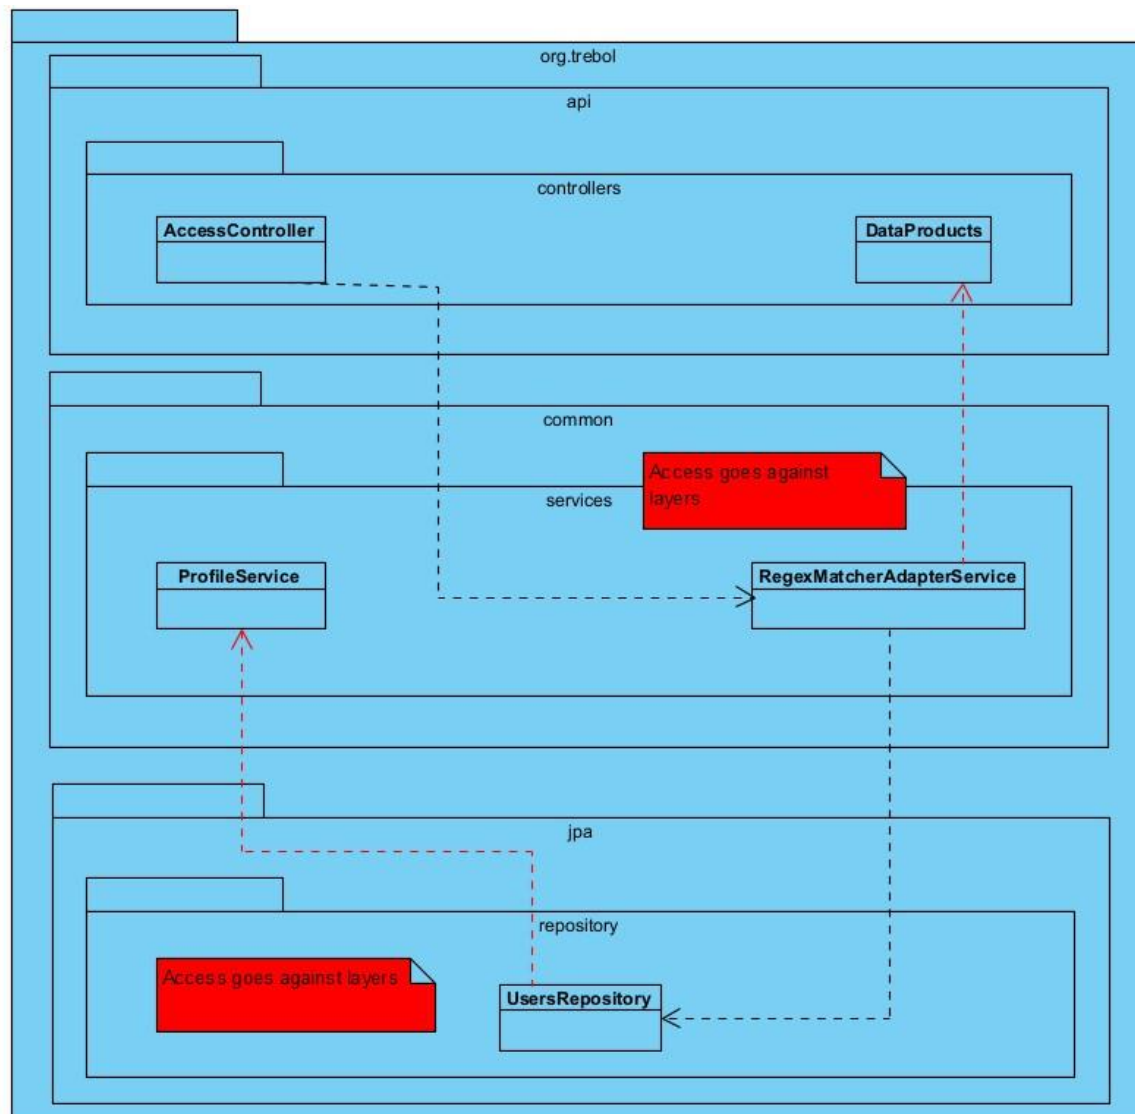 org.trebol
api
controllers
AccessController
DataProducts
common
Access goes against
layers
services
ProfileService
RegexMatcherAdapterService
jpa
repository
Access goes against layers
UsersRepository